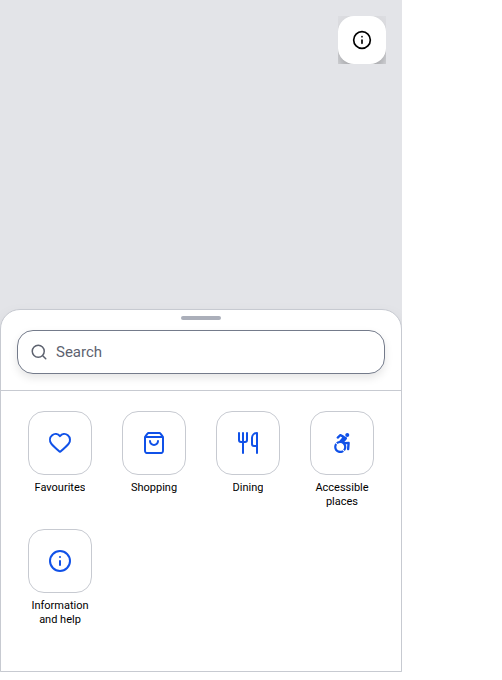 Search
Favourites
Shopping
Dining
Accessible
places
Information
and help